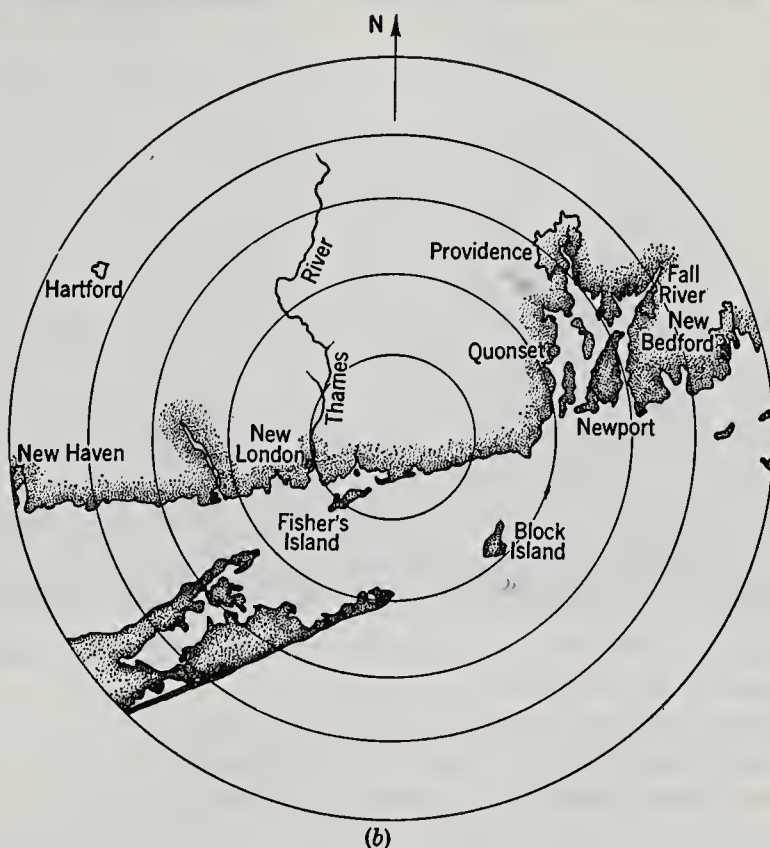 N
Providence
River
Hartford
Fall
River
New
Bedford
Quonset
Thames
New Haven
New
London
Newport
Fisher's
Island
Block
Island
(b)